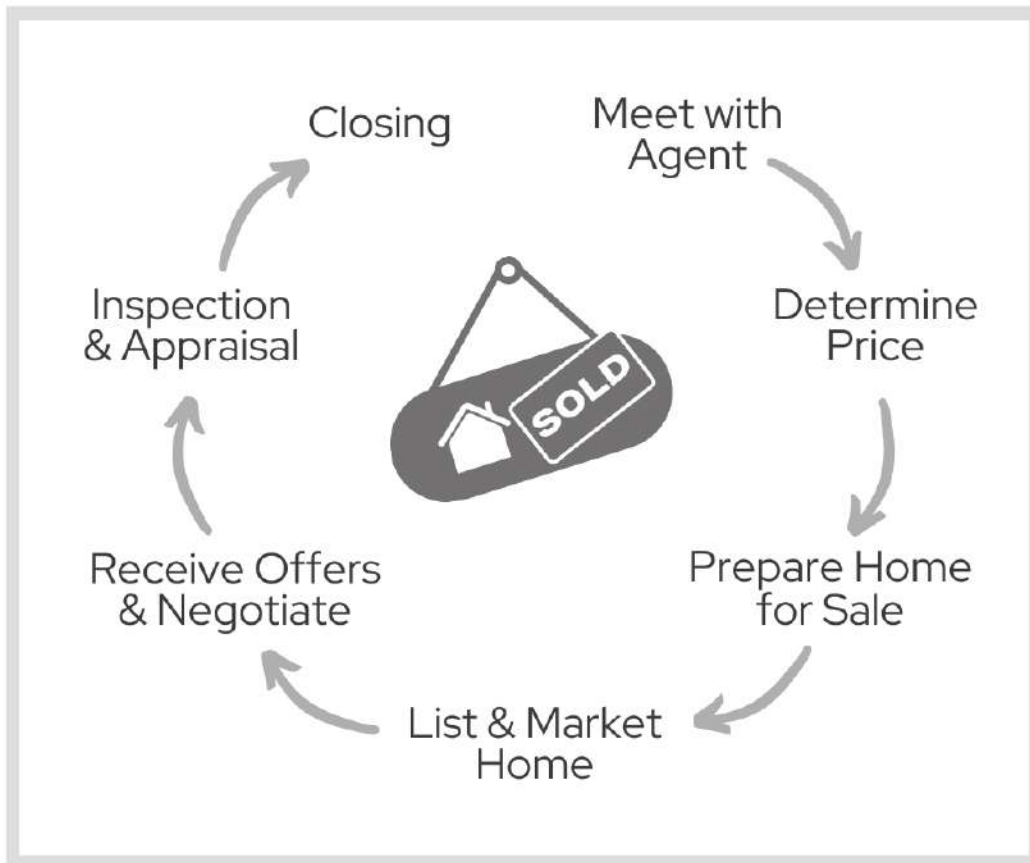 Meet with
Agent
Determine
Price
Prepare Home
for Sale
List & Market
Home
Receive Offers
& Negotiate
Inspection
& Appraisal
Closing
SOLD